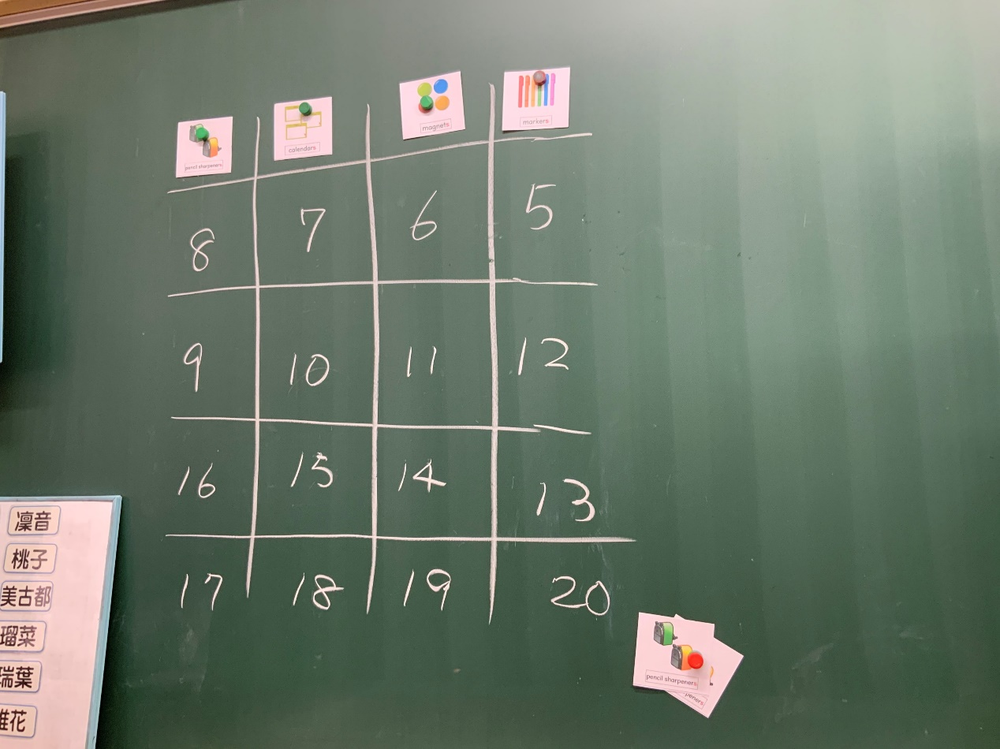 pencil sharpeners
calendars
magnets
markers
8 7 6 5
9 10 11 12
16 15 14 13
17 18 19 20
凜音
桃子
美古都
瑠菜
瑞葉
pencil sharpeners
peners